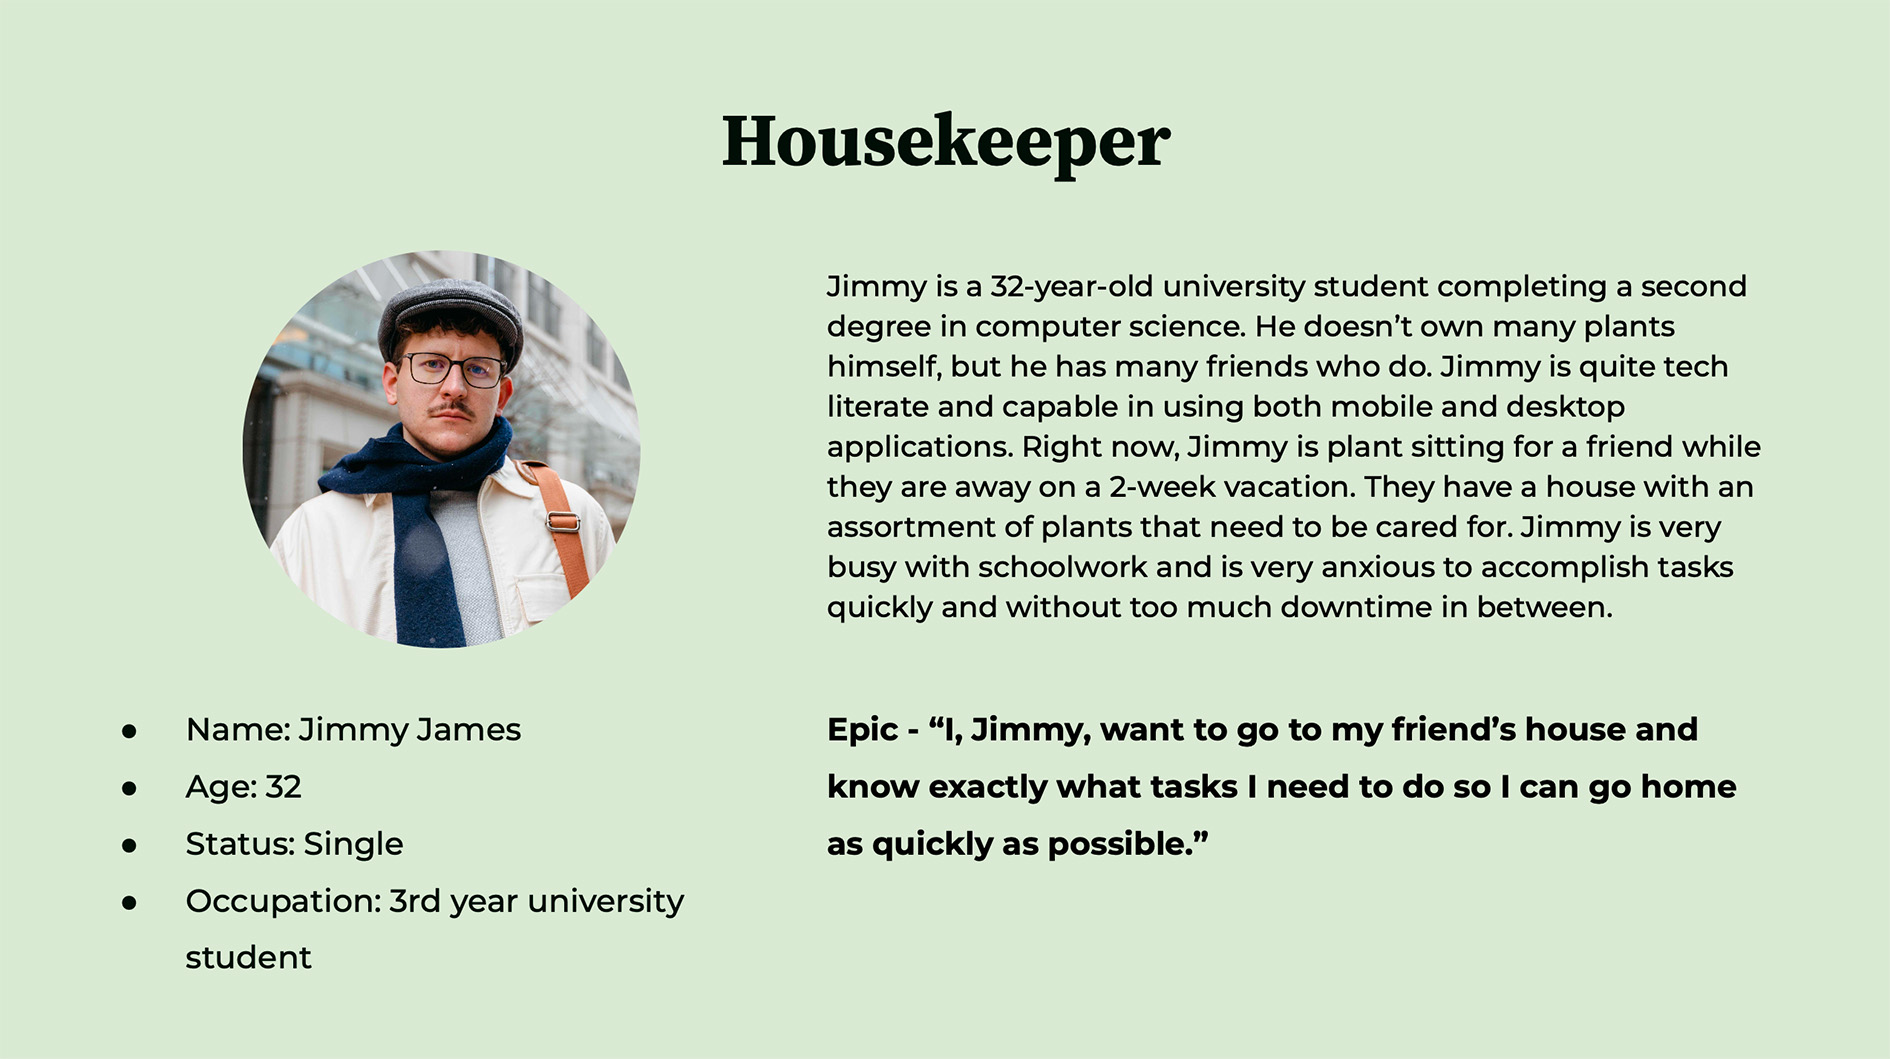 Housekeeper
Jimmy is a 32-year-old university student completing a second
degree in computer science. He doesn’t own many plants
himself, but he has many friends who do. Jimmy is quite tech
literate and capable in using both mobile and desktop
applications. Right now, Jimmy is plant sitting for a friend while
they are away on a 2-week vacation. They have a house with an
assortment of plants that need to be cared for. Jimmy is very
busy with schoolwork and is very anxious to accomplish tasks
quickly and without too much downtime in between.
● Name: Jimmy James
● Age: 32
● Status: Single
● Occupation: 3rd year university
student
Epic - “I, Jimmy, want to go to my friend’s house and
know exactly what tasks I need to do so I can go home
as quickly as possible.”